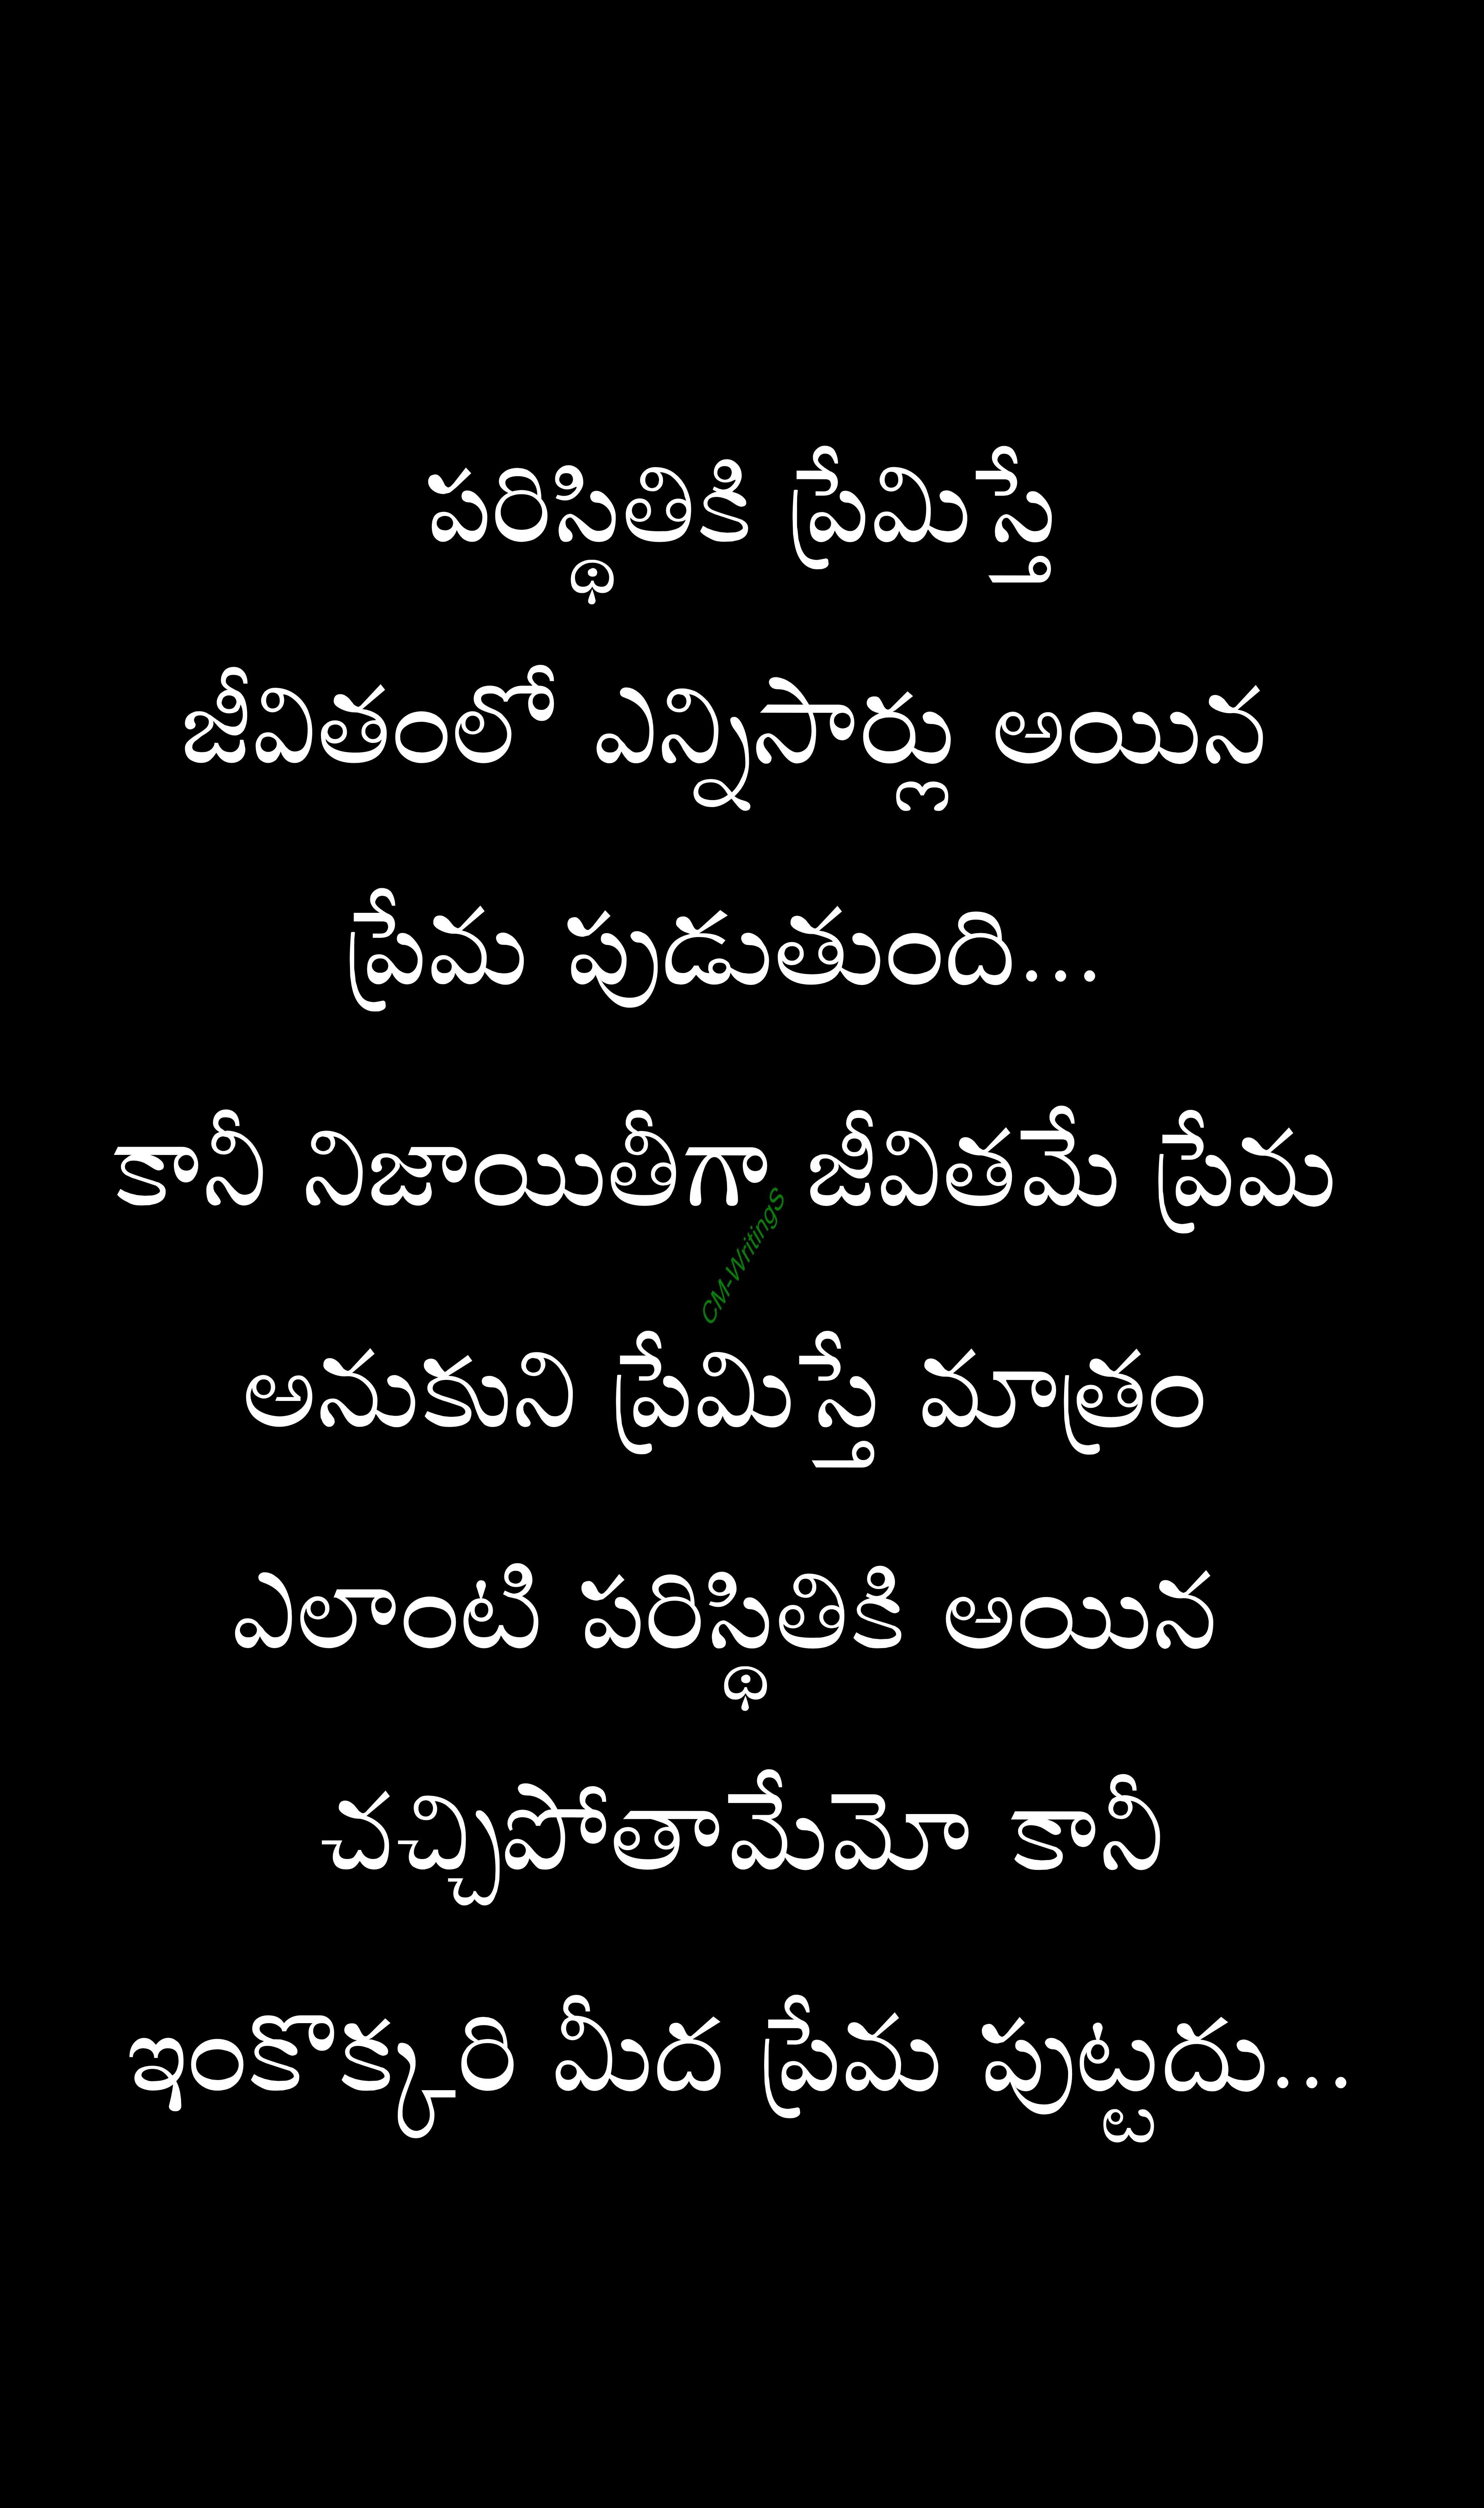 పరిస్థితికి ప్రేమిస్తే
జీవితంలో ఎన్నిసార్లు అయిన
ప్రేమ పుడుతుంది...
కానీ నిజాయితీగా జీవితమే ప్రేమ
CM-WritingS
అనుకుని ప్రేమిస్తే మాత్రం
ఎలాంటి పరిస్థితికి అయిన
చచ్చిపోతావేమో కానీ
ఇంకొక్కరి మీద ప్రేమ పుట్టదు...